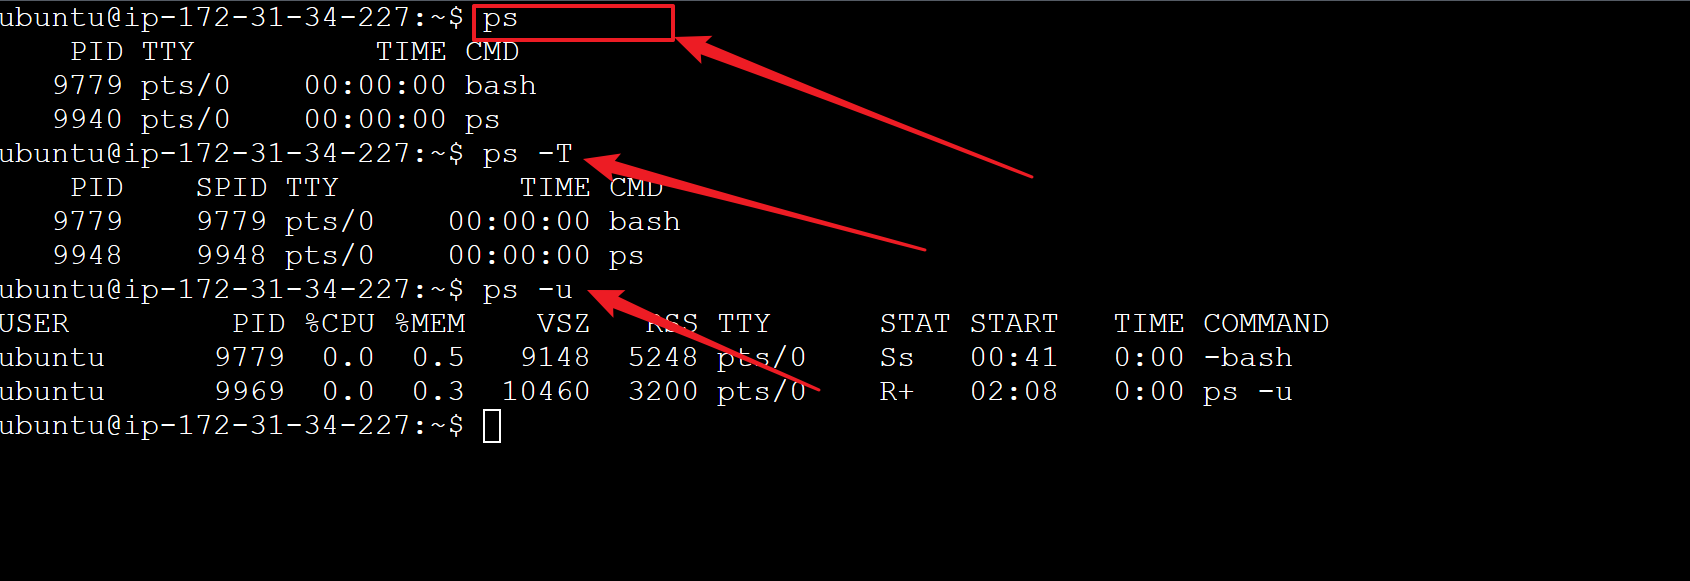 ubuntu@ip-172-31-34-227:~$ ps
PID TTY TIME CMD
9779 pts/0 00:00:00 bash
9940 pts/0 00:00:00 ps
ubuntu@ip-172-31-34-227:~$ ps -T
PID SPID TTY TIME CMD
9779 9779 pts/0 00:00:00 bash
9948 9948 pts/0 00:00:00 ps
ubuntu@ip-172-31-34-227:~$ ps -u
USER PID %CPU %MEM VSZ RSS TTY STAT START TIME COMMAND
ubuntu 9779 0.0 0.5 9148 5248 pts/0 Ss 00:41 0:00 -bash
ubuntu 9969 0.0 0.3 10460 3200 pts/0 R+ 02:08 0:00 ps -u
ubuntu@ip-172-31-34-227:~$